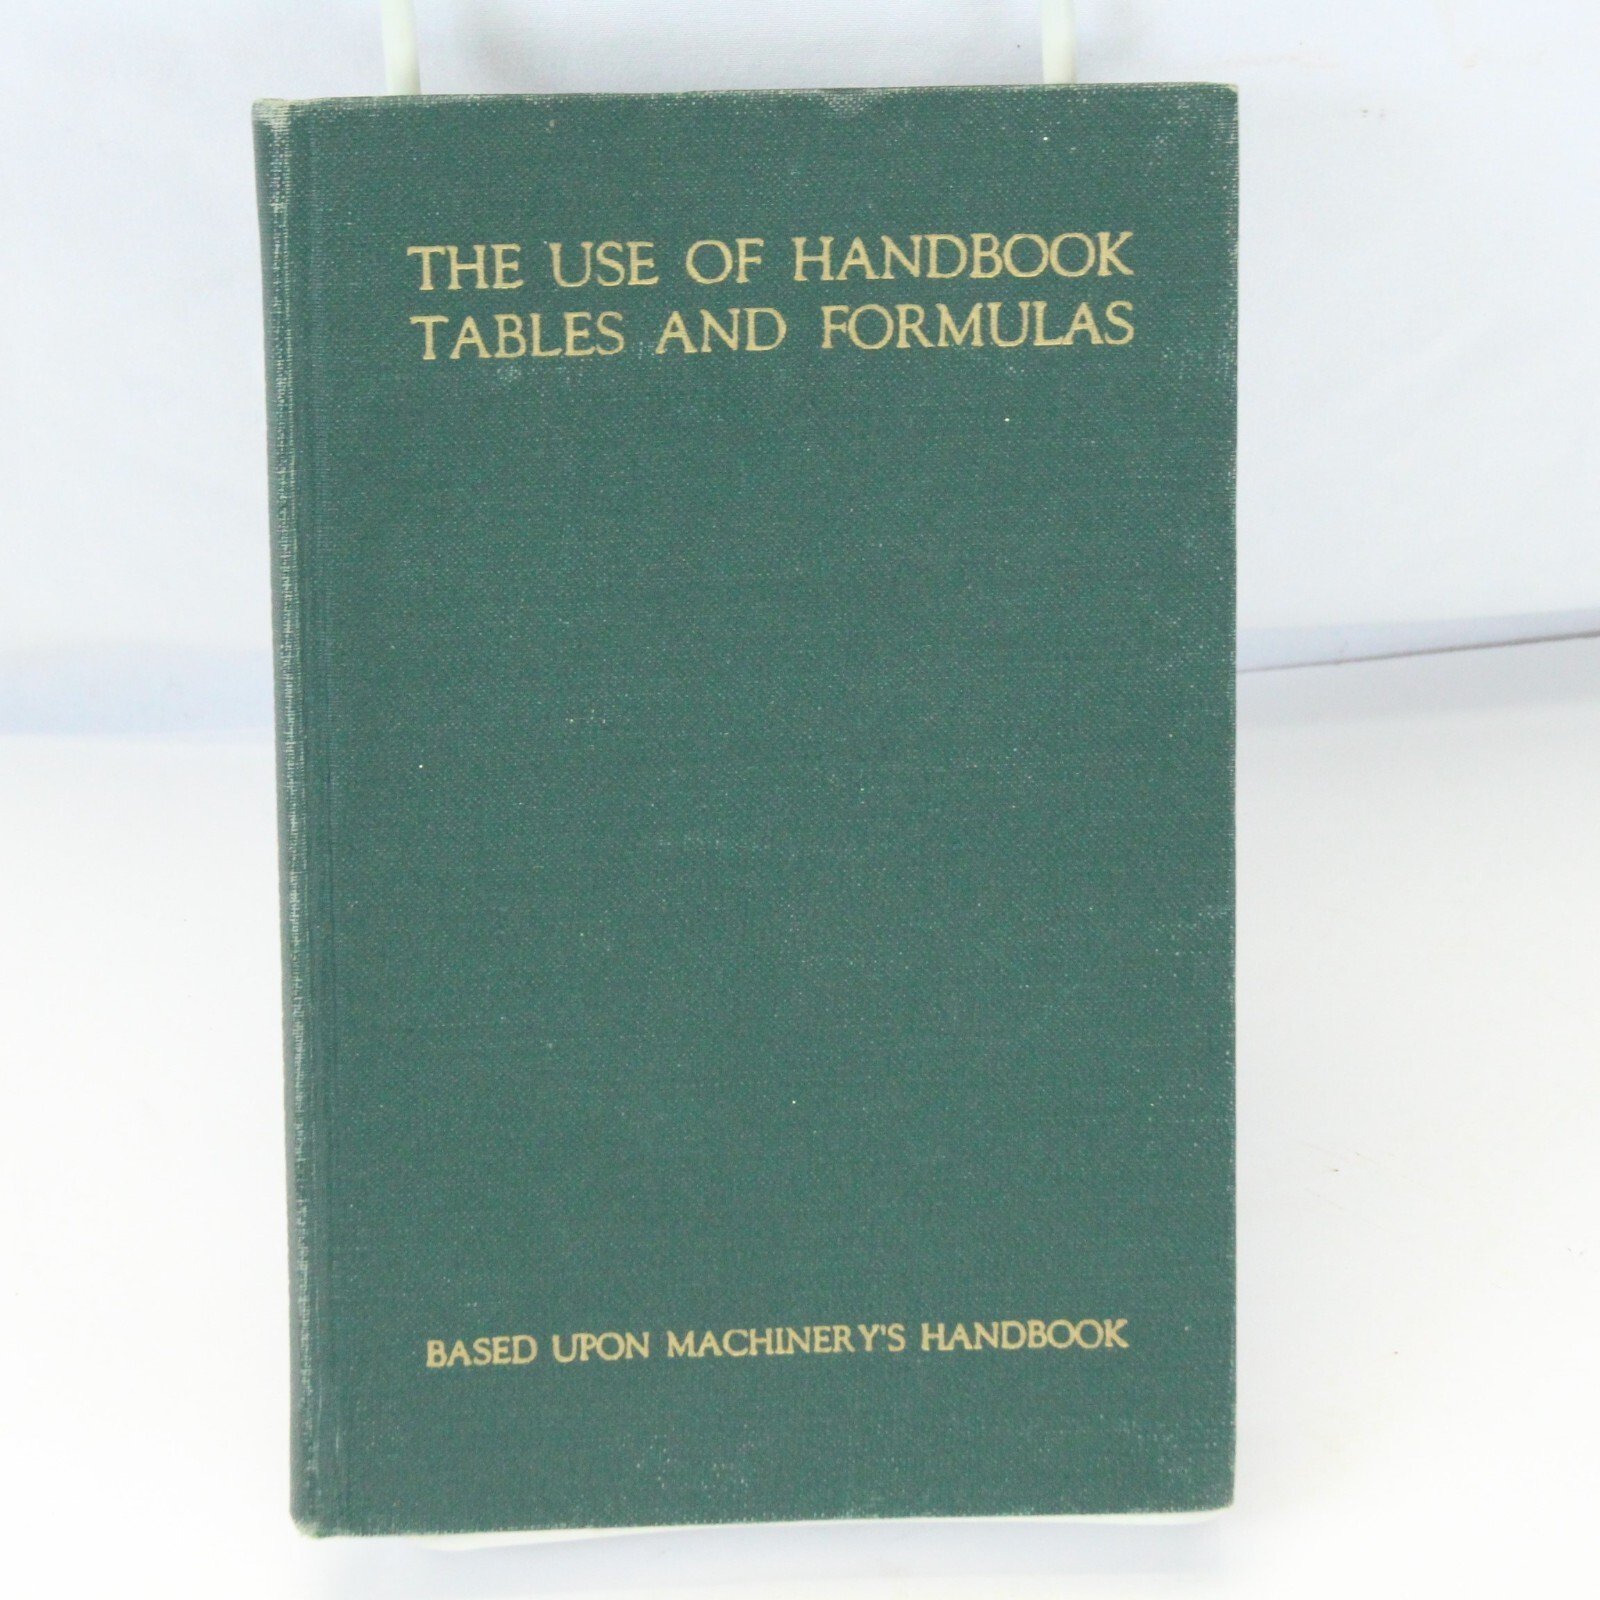 THE USE OF HANDBOOK
TABLES AND FORMULAS
BASED UPON MACHINERY'S HANDBOOK